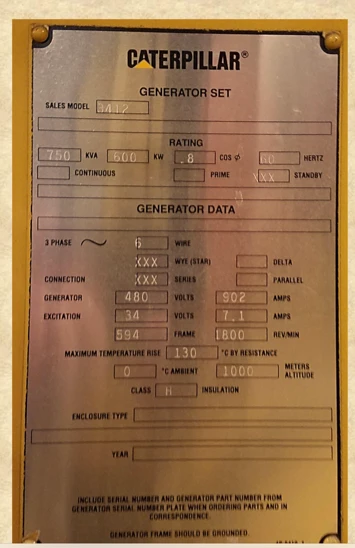 CATERPILLAR®
GENERATOR SET
SALES MODEL 3412
RATING
750 KVA 600 KW .8 COS ø 60 HERTZ
CONTINUOUS PRIME XXX STANDBY
GENERATOR DATA
3 PHASE 6 WIRE
XXX WYE (STAR) DELTA
CONNECTION XXX SERIES PARALLEL
GENERATOR 480 VOLTS 902 AMPS
EXCITATION 34 VOLTS 7.1 AMPS
594 FRAME 1800 REV/MIN
MAXIMUM TEMPERATURE RISE 130 °C BY RESISTANCE
0 °C AMBIENT 1000 METERS ALTITUDE
CLASS H INSULATION
ENCLOSURE TYPE
YEAR
INCLUDE SERIAL NUMBER AND GENERATOR PART NUMBER FROM
GENERATOR SERIAL NUMBER PLATE WHEN ORDERING PARTS AND IN
CORRESPONDENCE.
GENERATOR FRAME SHOULD BE GROUNDED.